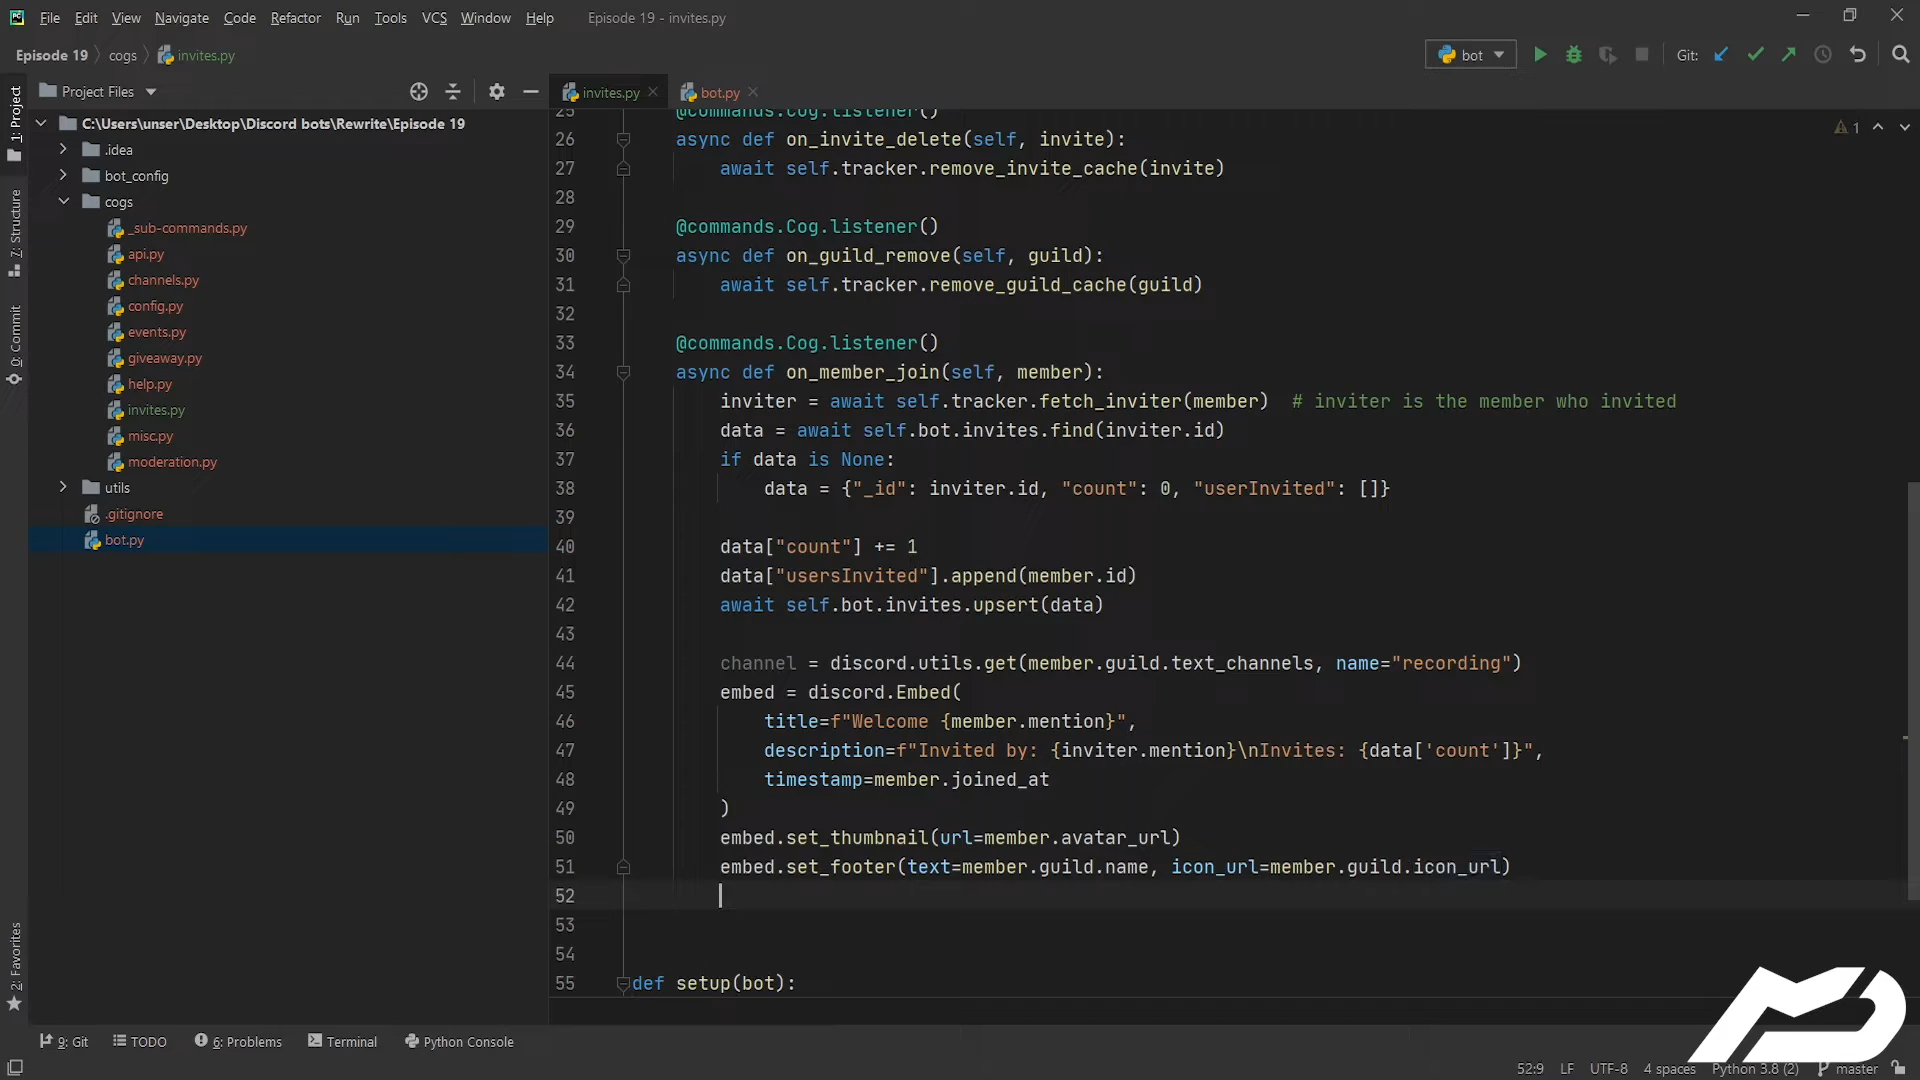 File Edit View Navigate Code Refactor Run Tools VCS Window Help Episode 19 - invites.py
Episode 19 cogs invites.py bot Git:
Project Files
invites.py bot.py
1: Project
7: Structure
0: Commit
2: Favorites
C:\Users\unser\Desktop\Discord bots\Rewrite\Episode 19
.idea
bot_config
cogs
_sub-commands.py
api.py
channels.py
config.py
events.py
giveaway.py
help.py
invites.py
misc.py
moderation.py
utils
.gitignore
bot.py
1
25 @commands.Cog.listener()
26 async def on_invite_delete(self, invite):
27 await self.tracker.remove_invite_cache(invite)
28
29 @commands.Cog.listener()
30 async def on_guild_remove(self, guild):
31 await self.tracker.remove_guild_cache(guild)
32
33 @commands.Cog.listener()
34 async def on_member_join(self, member):
35 inviter = await self.tracker.fetch_inviter(member)  # inviter is the member who invited
36 data = await self.bot.invites.find(inviter.id)
37 if data is None:
38 data = {"_id": inviter.id, "count": 0, "userInvited": []}
39
40 data["count"] += 1
41 data["usersInvited"].append(member.id)
42 await self.bot.invites.upsert(data)
43
44 channel = discord.utils.get(member.guild.text_channels, name="recording")
45 embed = discord.Embed(
46 title=f"Welcome {member.mention}",
47 description=f"Invited by: {inviter.mention}\nInvites: {data['count']}",
48 timestamp=member.joined_at
49 )
50 embed.set_thumbnail(url=member.avatar_url)
51 embed.set_footer(text=member.guild.name, icon_url=member.guild.icon_url)
52
53
54
55 def setup(bot):
9: Git TODO 6: Problems Terminal Python Console
52:9 LF UTF-8 4 spaces Python 3.8 (2) master